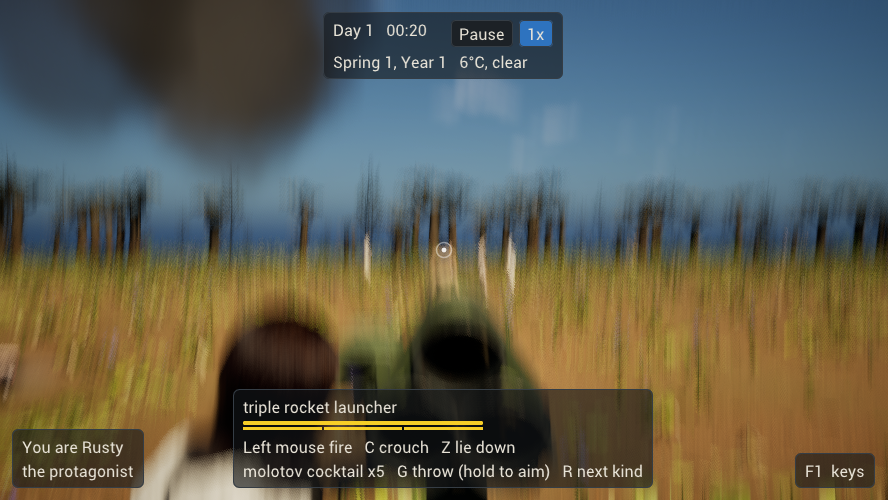 Day 1 00:20 Pause 1x
Spring 1, Year 1 6°C, clear
triple rocket launcher
Left mouse fire C crouch Z lie down
molotov cocktail x5 G throw (hold to aim) R next kind
You are Rusty
the protagonist
F1 keys